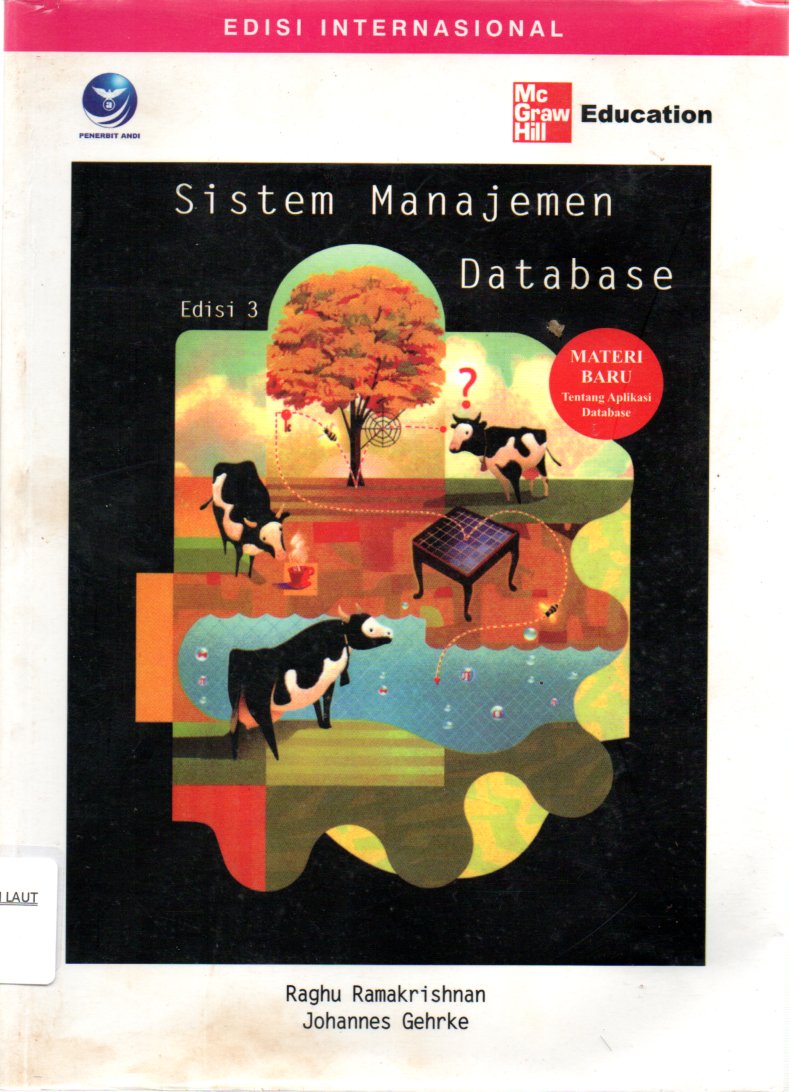 EDISI INTERNASIONAL
PENERBIT ANDI
Mc
Graw
Hill
Education
Sistem Manajemen
Database
Edisi 3
MATERI
BARU
Tentang Aplikasi
Database
?
LAUT
Raghu Ramakrishnan
Johannes Gehrke